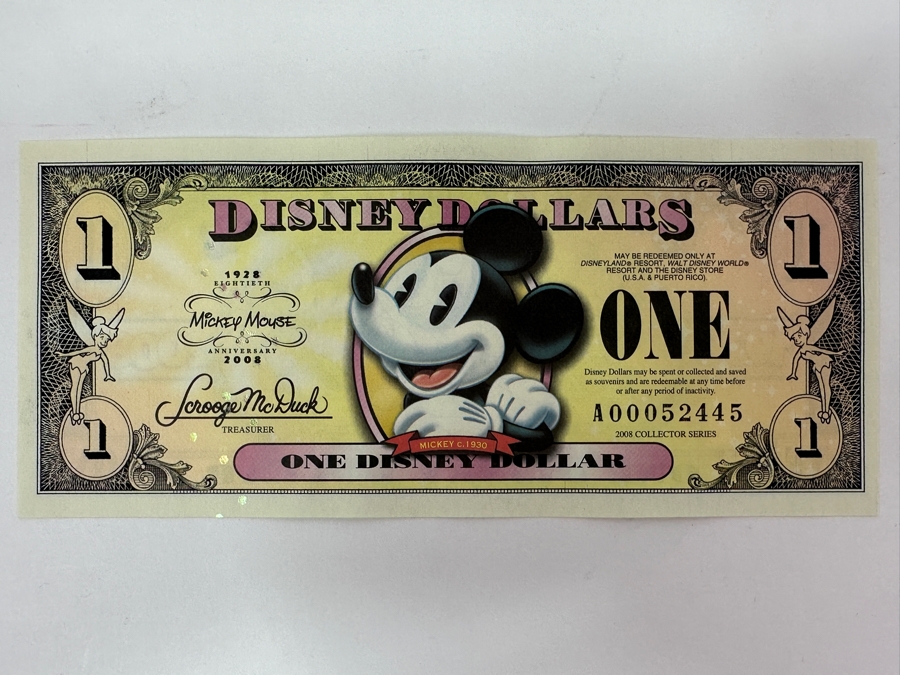 1
DISNEY DOLLARS
1
1928
EIGHTIETH
MICKEY MOUSE
ANNIVERSARY
2008
Scrooge McDuck
TREASURER
MAY BE REDEEMED ONLY AT
DISNEYLAND® RESORT, WALT DISNEY WORLD®
RESORT AND THE DISNEY STORE
(U.S.A. & PUERTO RICO).
ONE
Disney Dollars may be spent or collected and saved
as souvenirs and are redeemable at any time before
or after any period of inactivity.
A00052445
2008 COLLECTOR SERIES
1
MICKEY c.1930
ONE DISNEY DOLLAR
1